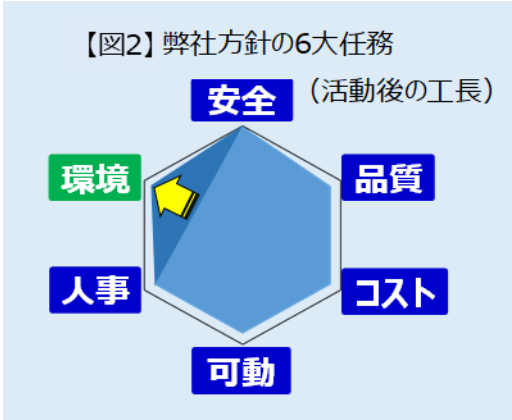 【図2】弊社方針の6大任務
（活動後の工長）
安全
環境
品質
人事
コスト
可動